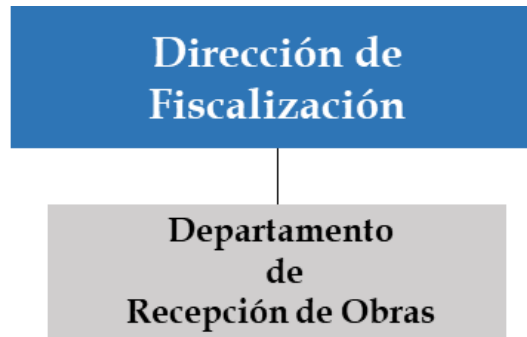 Dirección de
Fiscalización
Departamento
de
Recepción de Obras